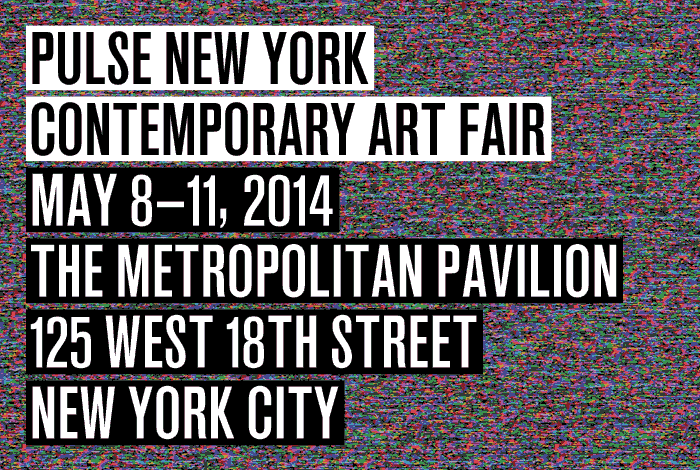 PULSE NEW YORK
CONTEMPORARY ART FAIR
MAY 8–11, 2014
THE METROPOLITAN PAVILION
125 WEST 18TH STREET
NEW YORK CITY